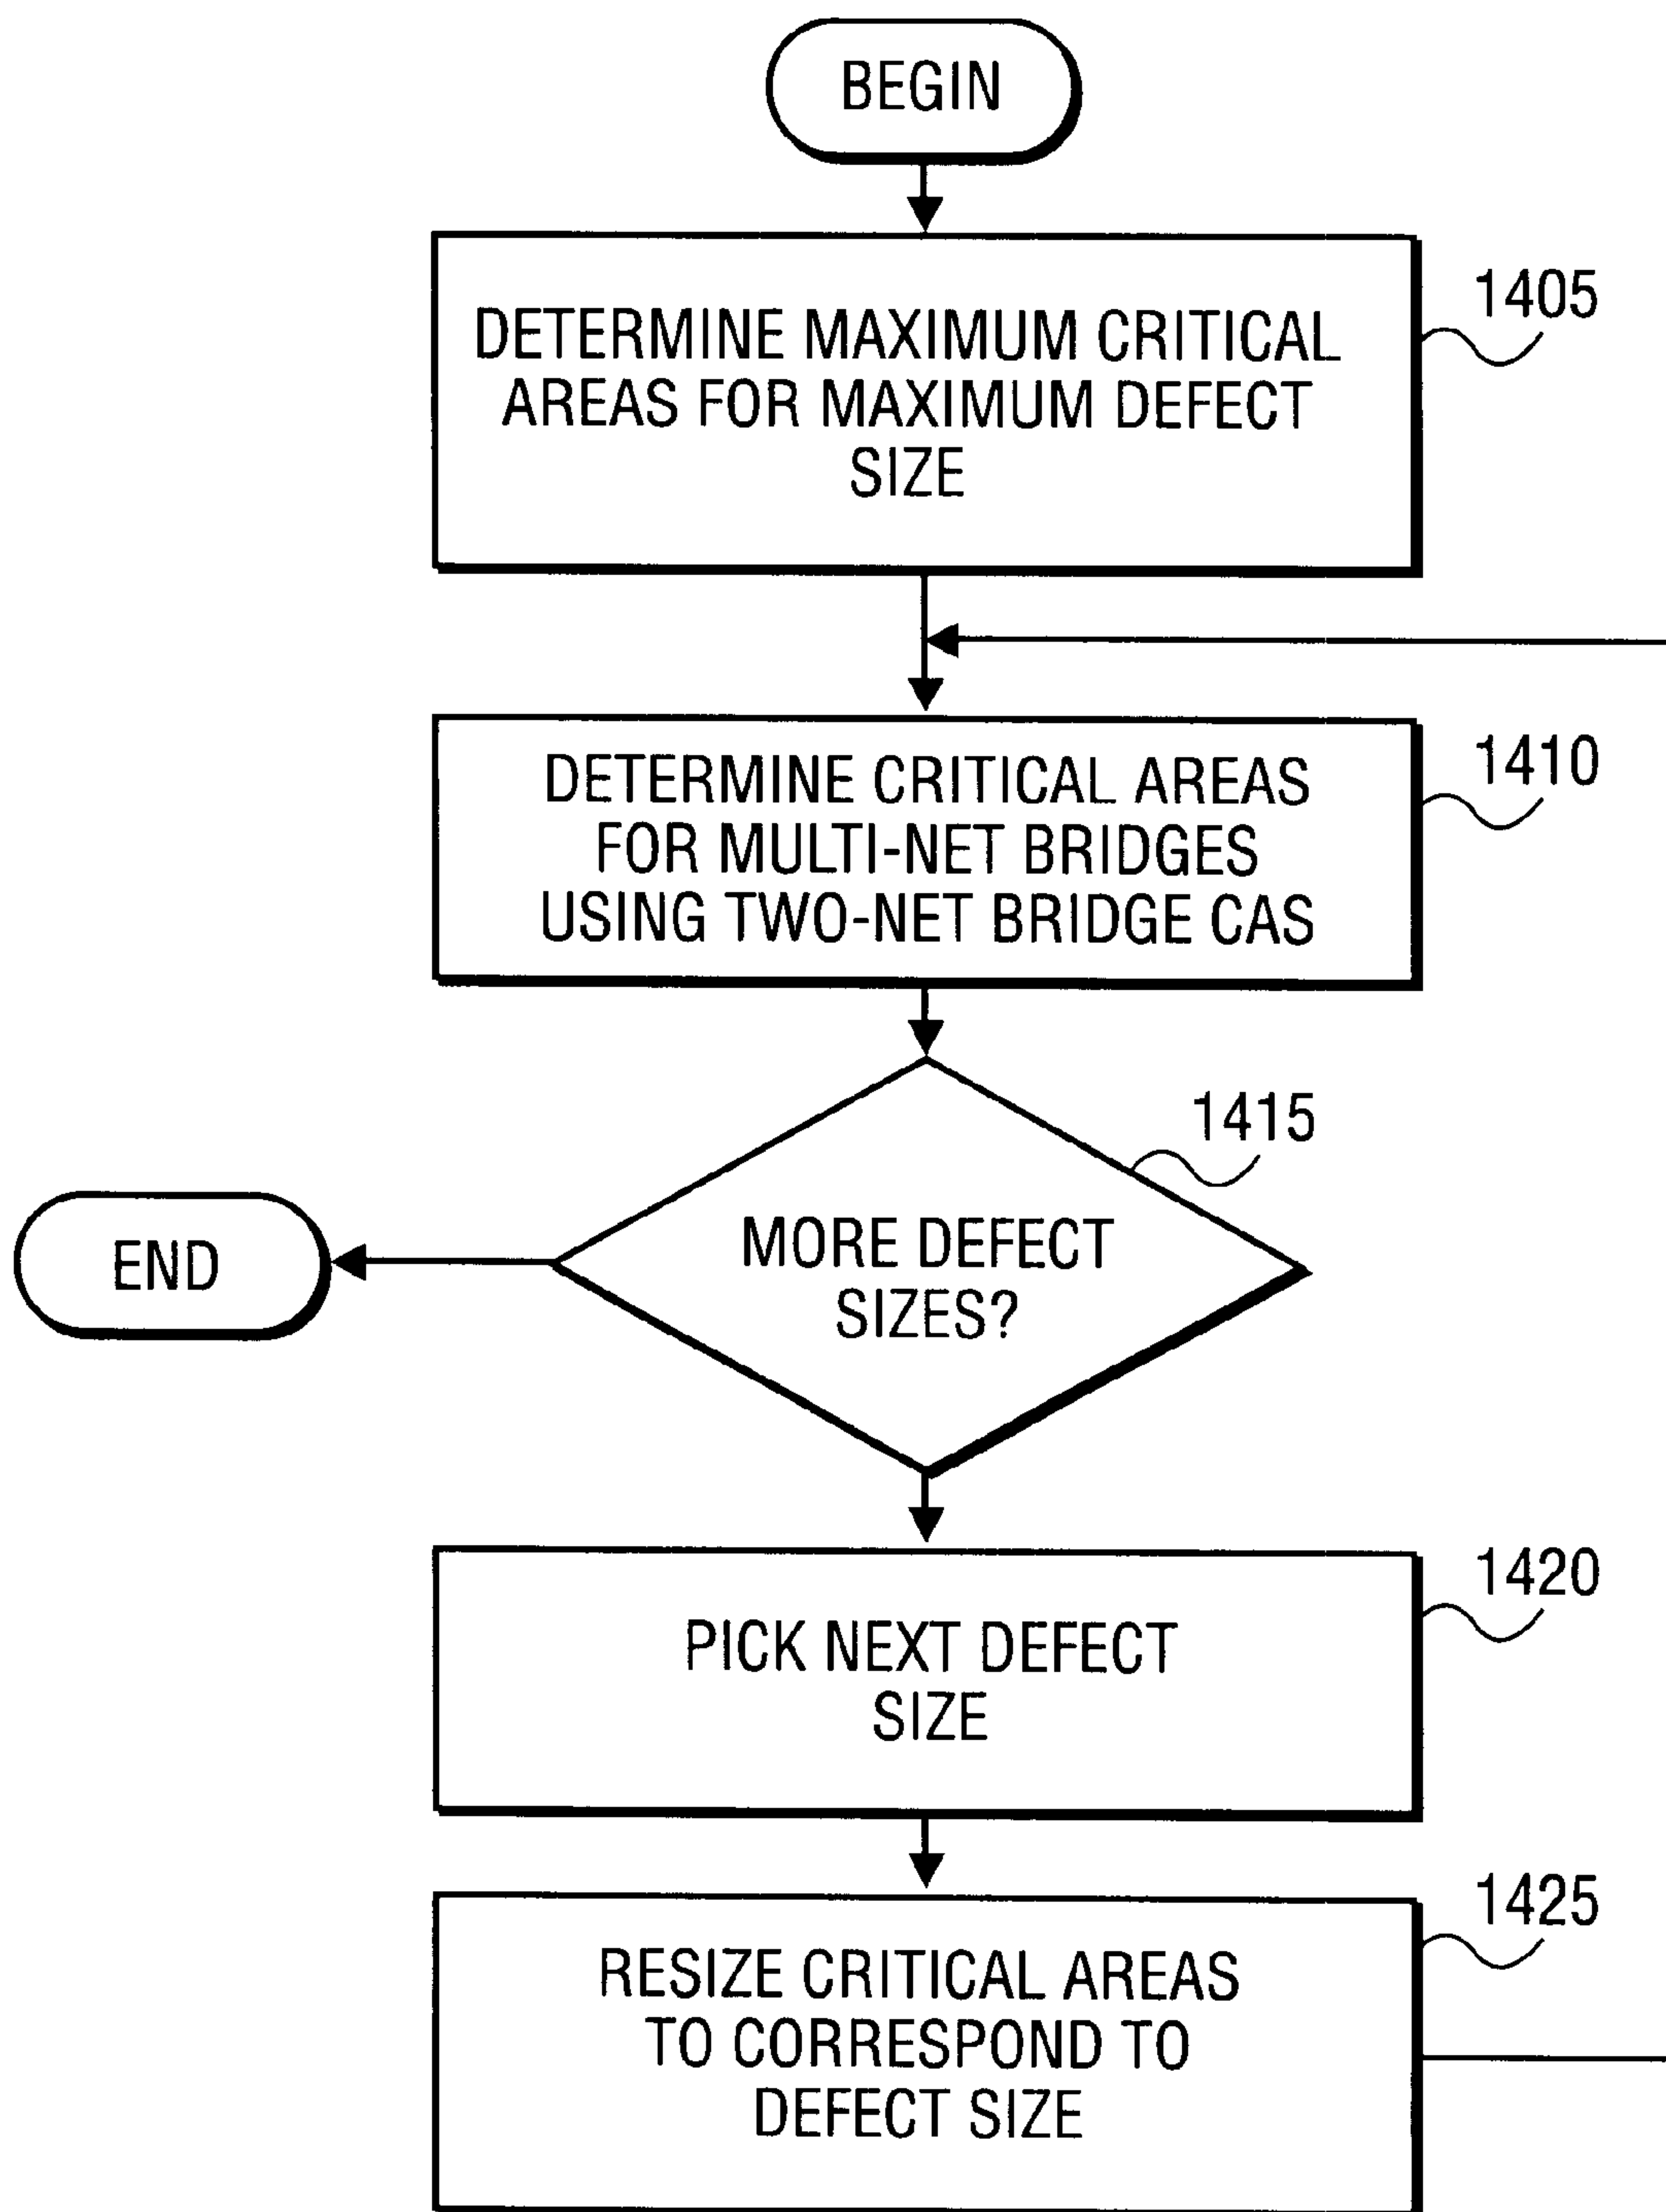 BEGIN
DETERMINE MAXIMUM CRITICAL
AREAS FOR MAXIMUM DEFECT
SIZE
1405
DETERMINE CRITICAL AREAS
FOR MULTI-NET BRIDGES
USING TWO-NET BRIDGE CAS
1410
1415
MORE DEFECT
SIZES?
END
PICK NEXT DEFECT
SIZE
1420
RESIZE CRITICAL AREAS
TO CORRESPOND TO
DEFECT SIZE
1425